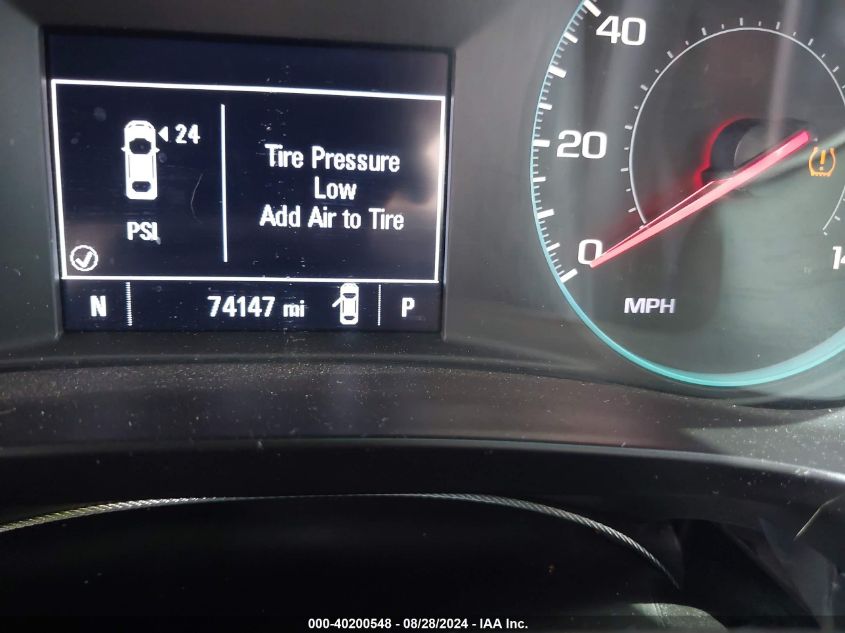 24
Tire Pressure
Low
Add Air to Tire
PSI
N
74147 mi
P
40
20
0
MPH
000-40200548 - 08/28/2024 - IAA Inc.